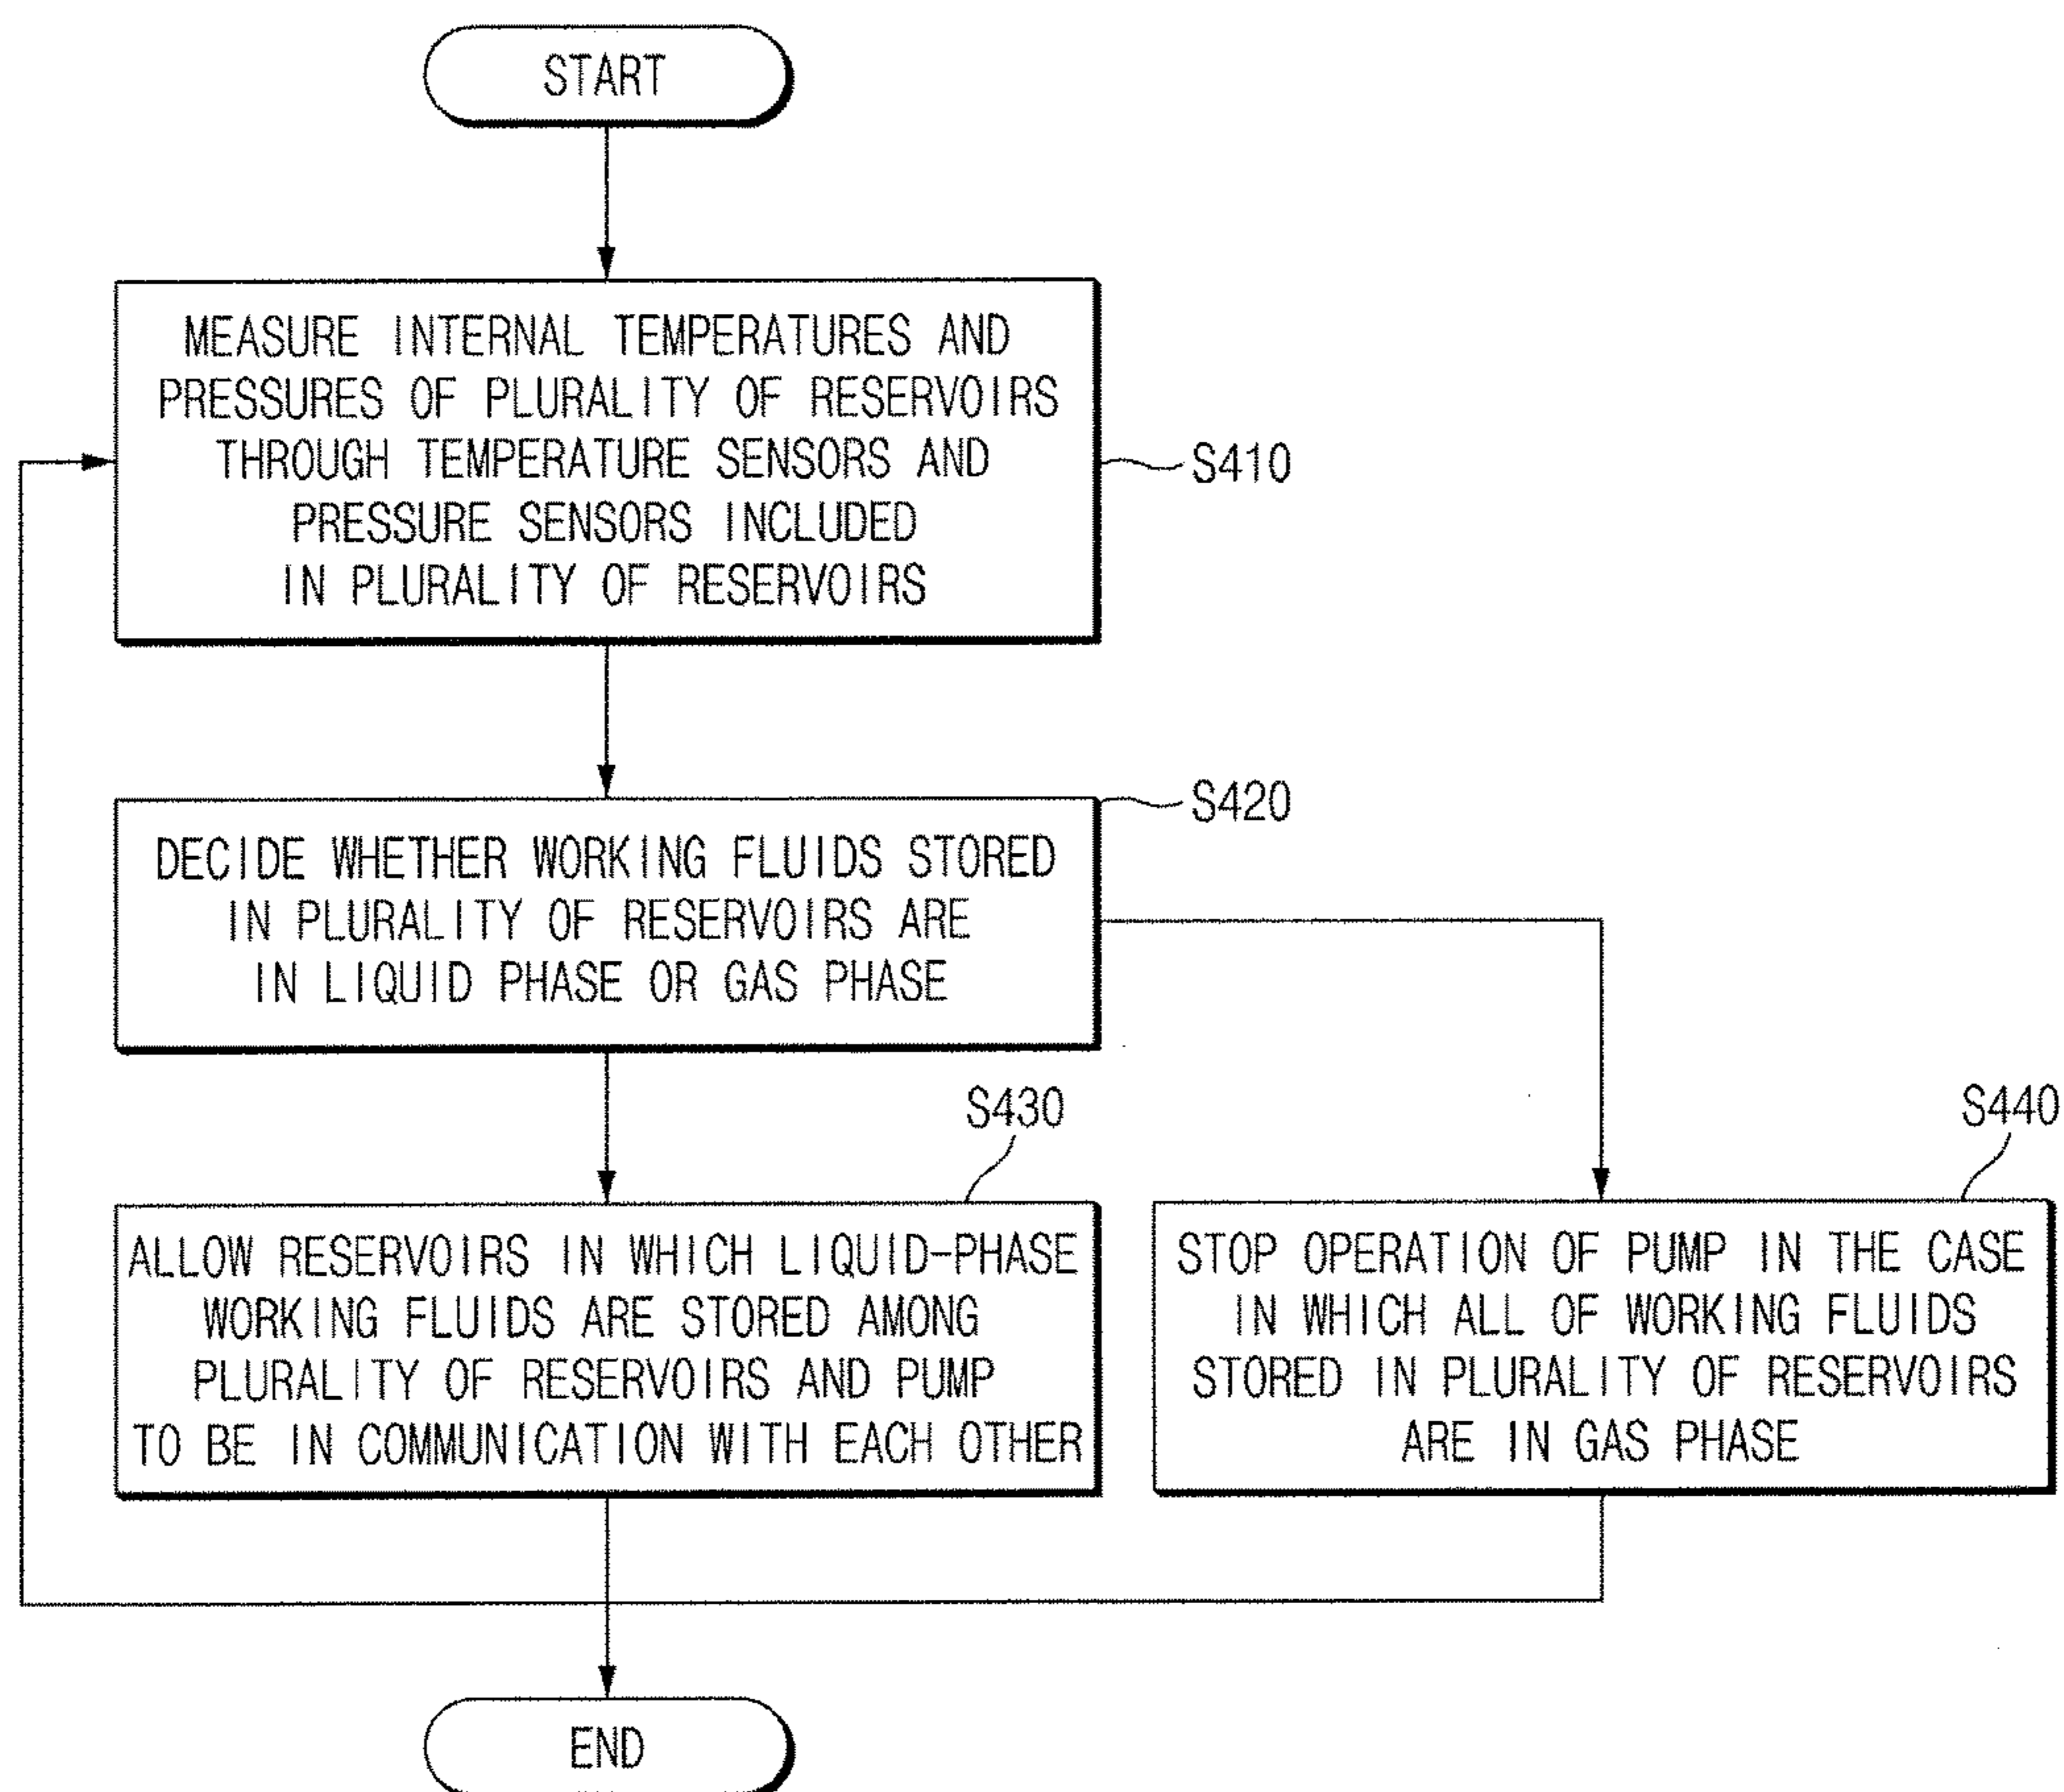 START
MEASURE INTERNAL TEMPERATURES AND
PRESSURES OF PLURALITY OF RESERVOIRS
THROUGH TEMPERATURE SENSORS AND
PRESSURE SENSORS INCLUDED
IN PLURALITY OF RESERVOIRS
S410
S420
DECIDE WHETHER WORKING FLUIDS STORED
IN PLURALITY OF RESERVOIRS ARE
IN LIQUID PHASE OR GAS PHASE
S430
ALLOW RESERVOIRS IN WHICH LIQUID-PHASE
WORKING FLUIDS ARE STORED AMONG
PLURALITY OF RESERVOIRS AND PUMP
TO BE IN COMMUNICATION WITH EACH OTHER
S440
STOP OPERATION OF PUMP IN THE CASE
IN WHICH ALL OF WORKING FLUIDS
STORED IN PLURALITY OF RESERVOIRS
ARE IN GAS PHASE
END